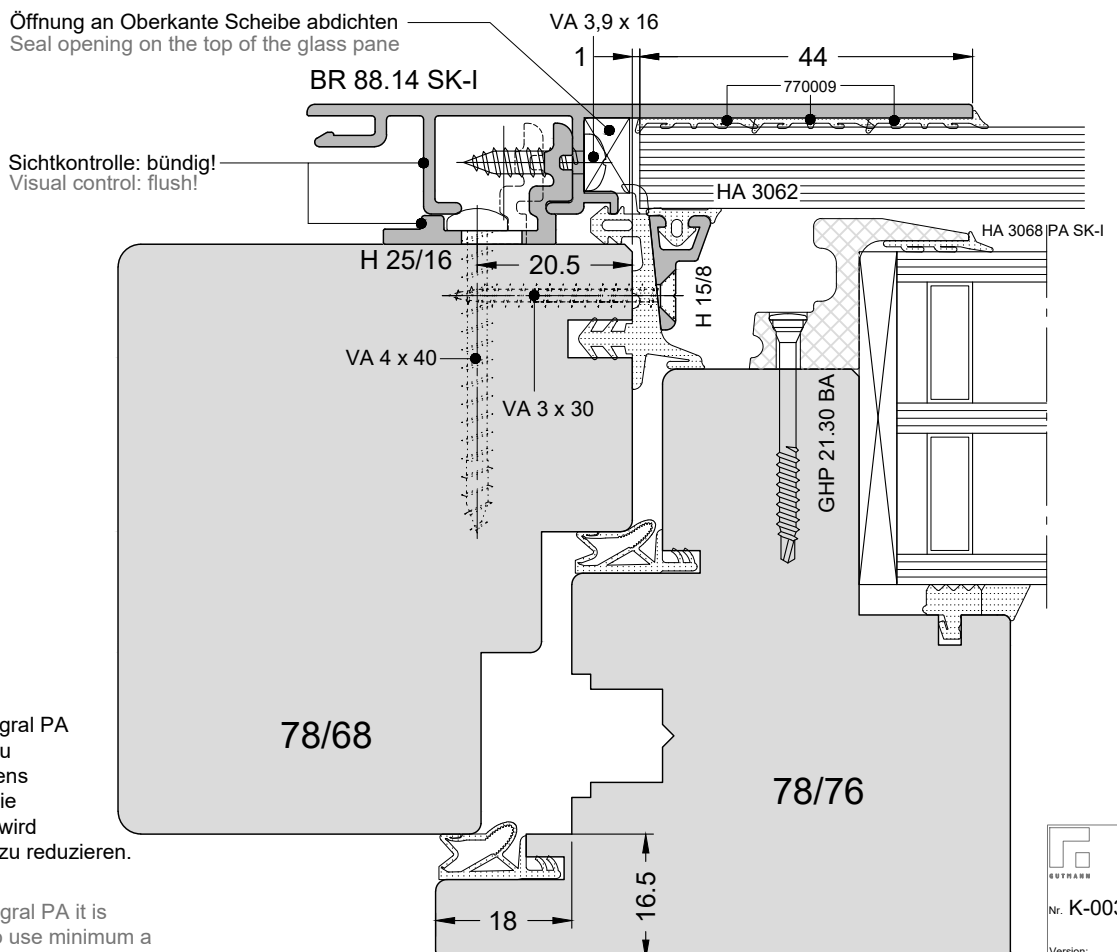 Öffnung an Oberkante Scheibe abdichten
Seal opening on the top of the glass pane
VA 3,9 x 16
1
44
BR 88.14 SK-I
770009
Sichtkontrolle: bündig!
Visual control: flush!
HA 3062
HA 3068 PA SK-I
H 25/16
20.5
H 15/8
VA 4 x 40
VA 3 x 30
GHP 21.30 BA
78/68
78/76
gral PA
u
ens
ie
wird
zu reduzieren.
gral PA it is
o use minimum a
18
16.5
GUTMANN
Nr. K-003
Version: